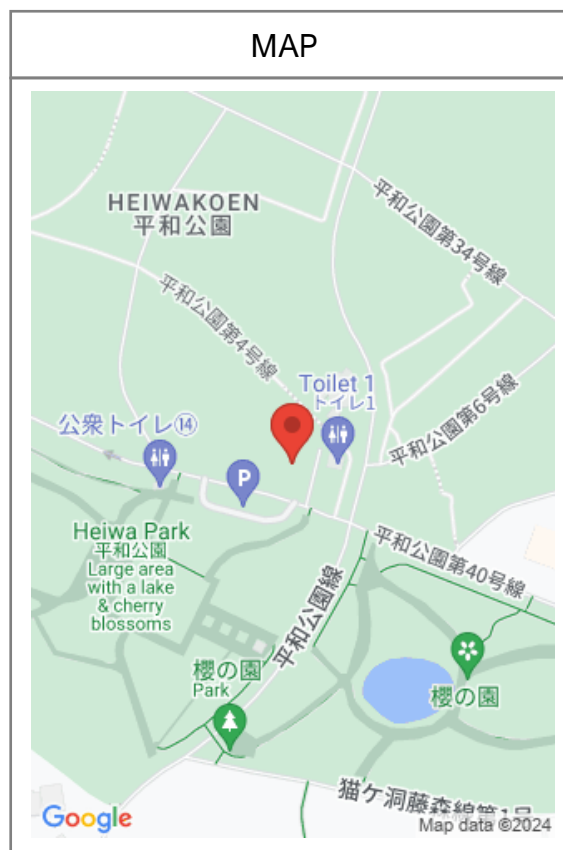 MAP
HEIWAKOEN
平和公園
平和公園第34号線
平和公園第4号線
Toilet 1
トイレ1
平和公園第6号線
公衆トイレ⑭
P
Heiwa Park
平和公園
Large area
with a lake
& cherry
blossoms
平和公園第40号線
平和公園線
櫻の園
Park
櫻の園
猫ケ洞藤森線第1号
Google
Map data ©2024